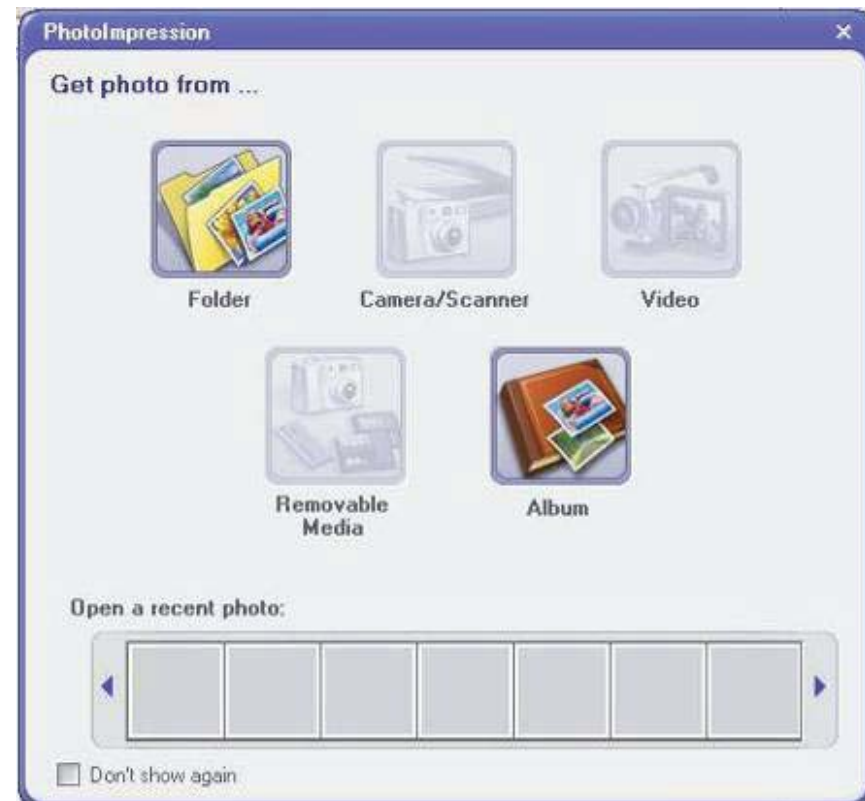 PhotoImpression
Get photo from ...
Folder
Camera/Scanner
Video
Removable
Media
Album
Open a recent photo:
Don't show again